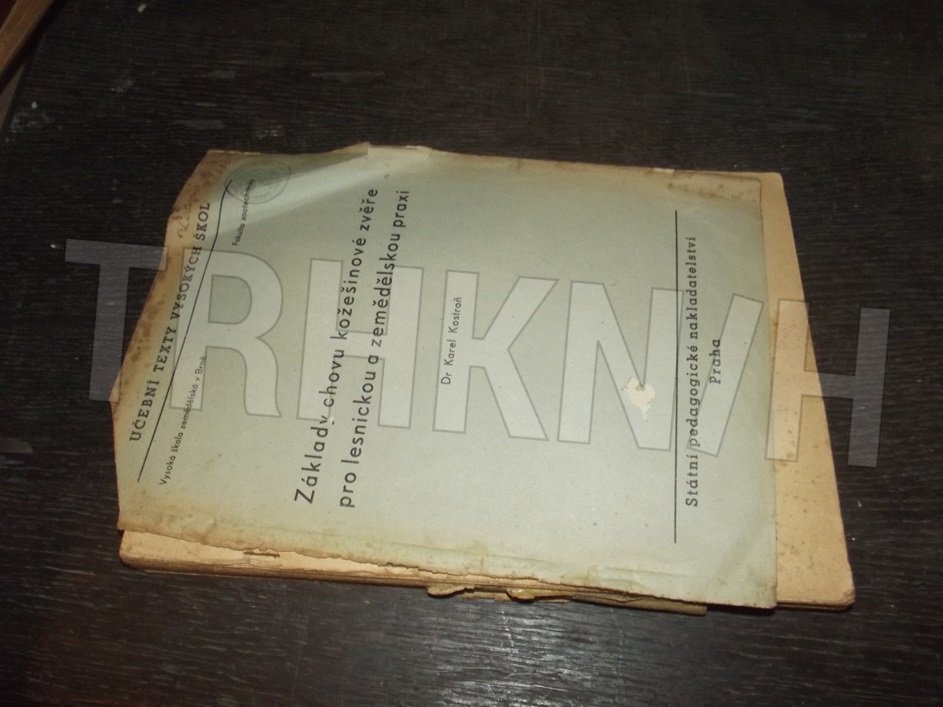 UČEBNÍ TEXTY VYSOKÝCH ŠKOL
Vysoká škola zemědělská v Brně
Fakulta zootechnická
Základy chovu kožešinové zvěře
pro lesnickou a zemědělskou praxi
Dr Karel Kostroň
Státní pedagogické nakladatelství
Praha
TRHKNIH